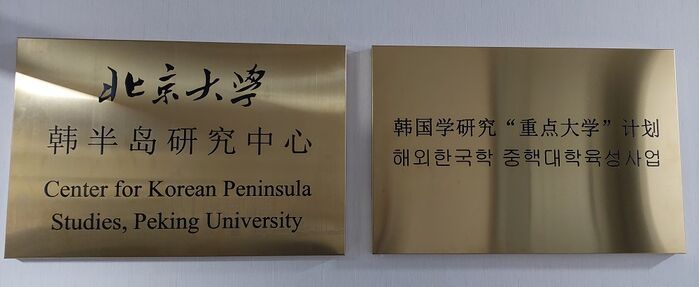 北京大学
韩半岛研究中心
Center for Korean Peninsula
Studies, Peking University
韩国学研究“重点大学”计划
해외한국학 중핵대학육성사업